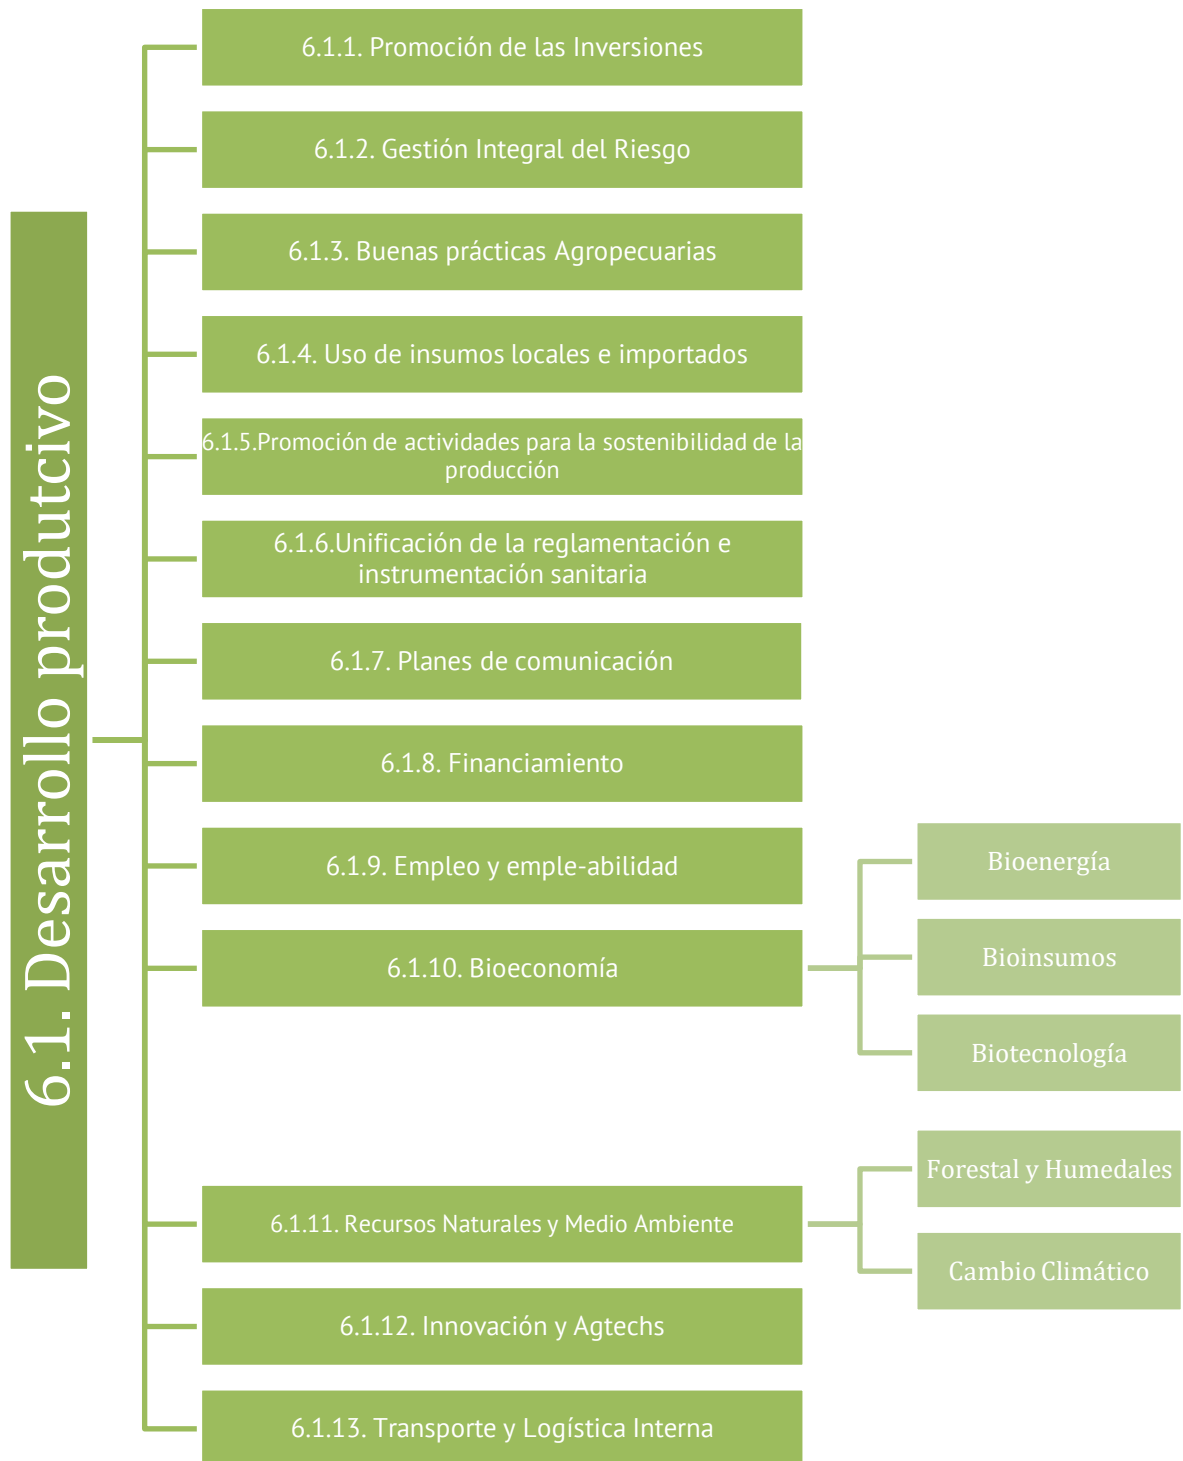 6.1. Desarrollo produtcivo
6.1.1. Promoción de las Inversiones
6.1.2. Gestión Integral del Riesgo
6.1.3. Buenas prácticas Agropecuarias
6.1.4. Uso de insumos locales e importados
6.1.5.Promoción de actividades para la sostenibilidad de la
producción
6.1.6.Unificación de la reglamentación e
instrumentación sanitaria
6.1.7. Planes de comunicación
6.1.8. Financiamiento
6.1.9. Empleo y emple-abilidad
6.1.10. Bioeconomía
Bioenergía
Bioinsumos
Biotecnología
6.1.11. Recursos Naturales y Medio Ambiente
Forestal y Humedales
Cambio Climático
6.1.12. Innovación y Agtechs
6.1.13. Transporte y Logística Interna